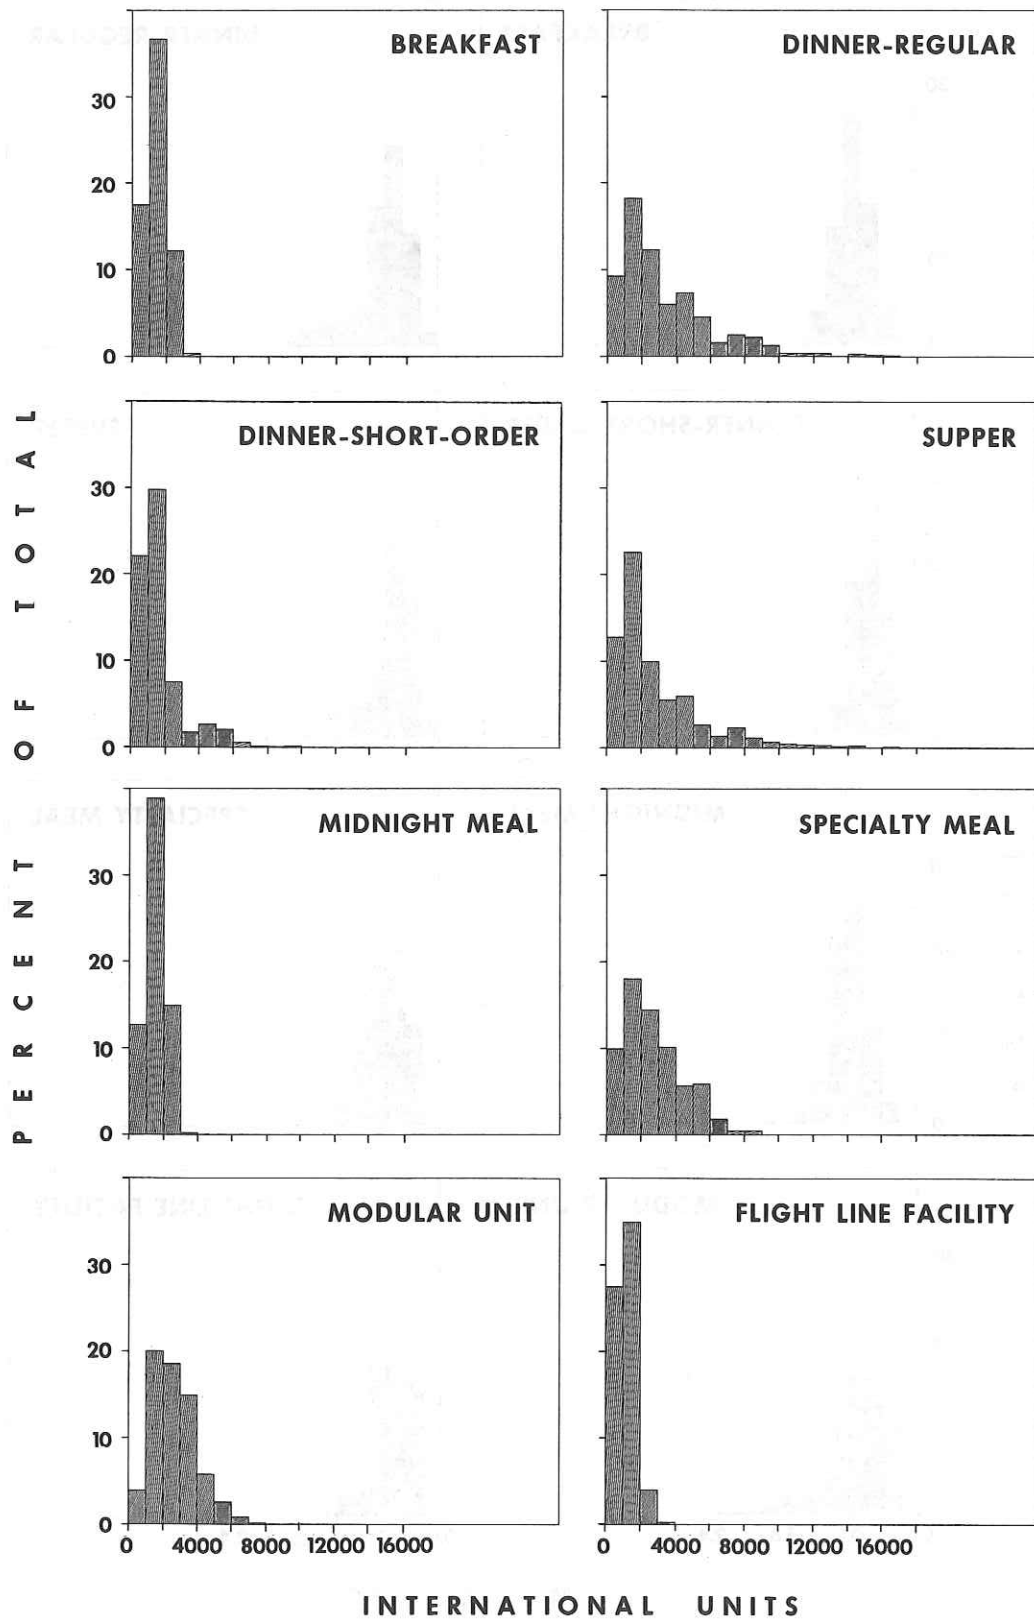 BREAKFAST
30
20
10
0
DINNER-REGULAR
DINNER-SHORT-ORDER
30
20
10
0
SUPPER
MIDNIGHT MEAL
30
20
10
0
SPECIALTY MEAL
MODULAR UNIT
30
20
10
0
0 4000 8000 12000 16000
FLIGHT LINE FACILITY
0 4000 8000 12000 16000
PERCENT OF TOTAL
INTERNATIONAL UNITS